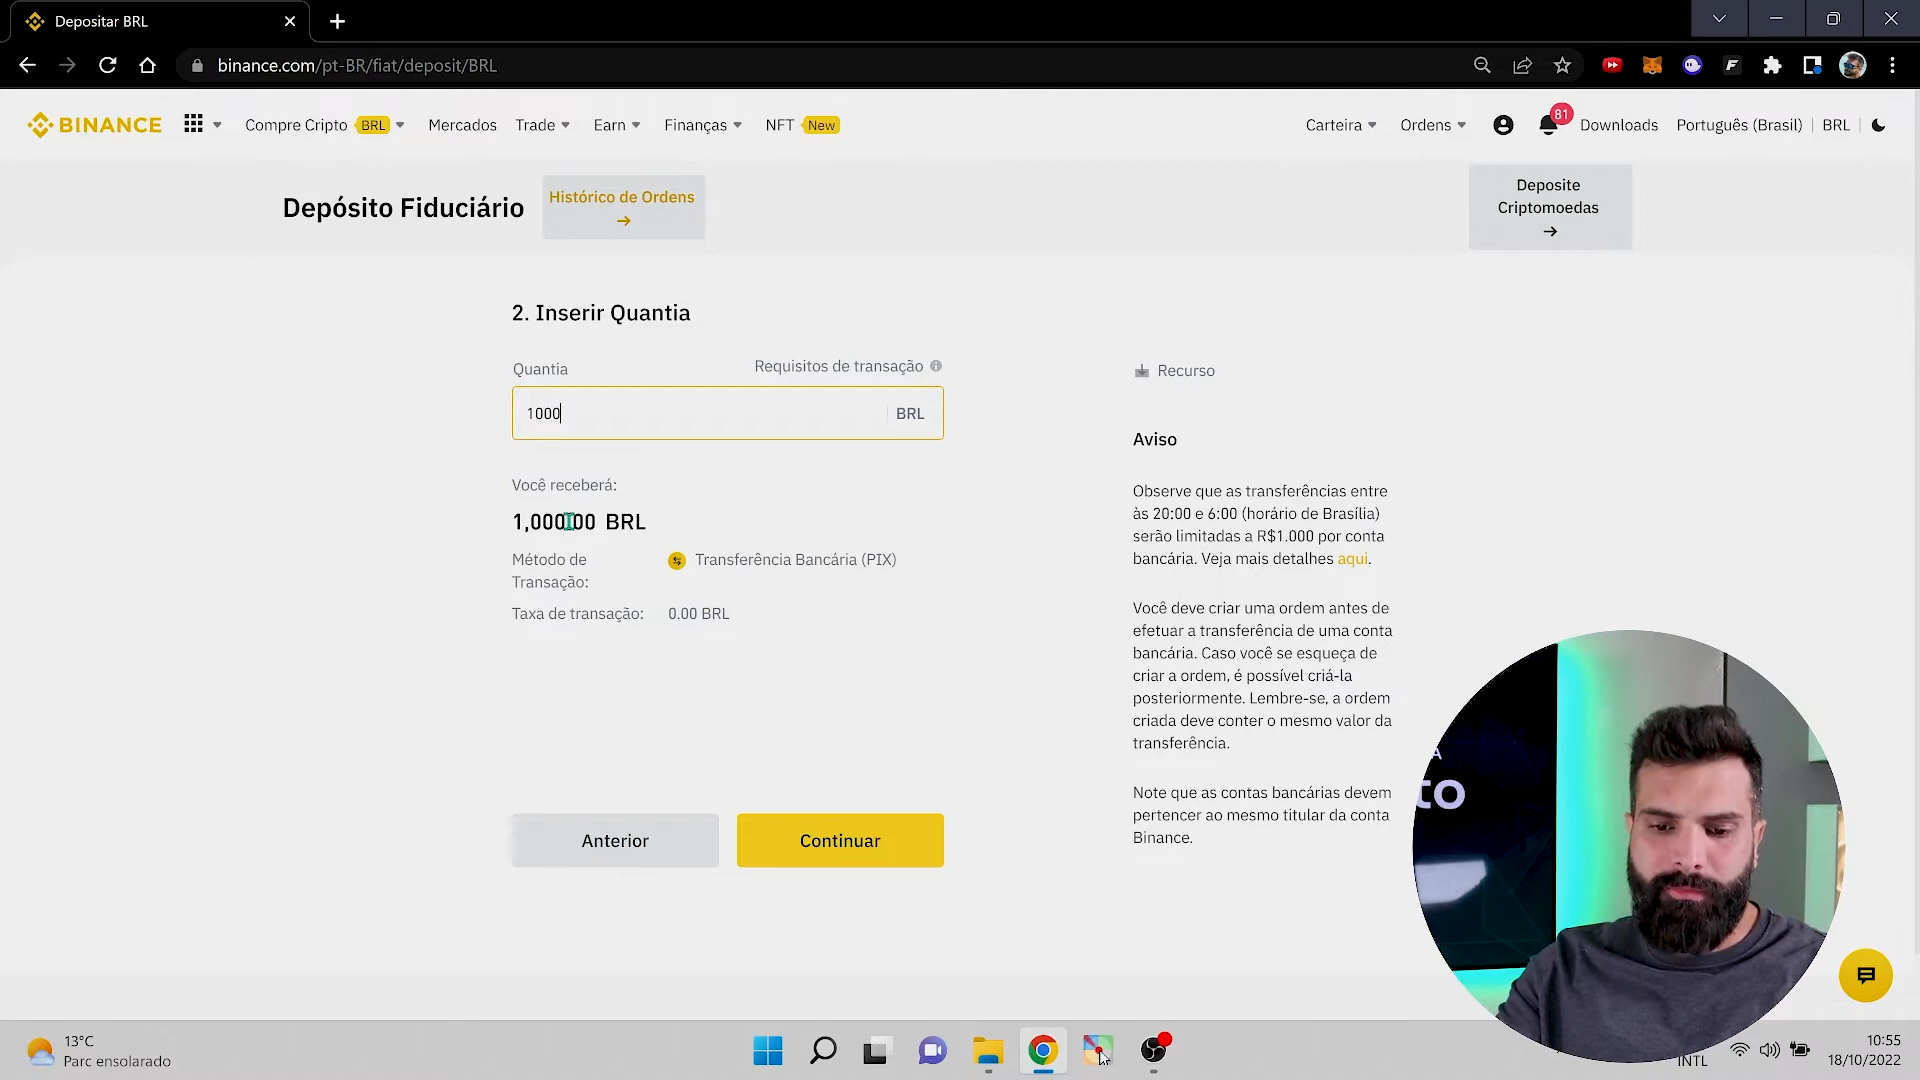 Depositar BRL
binance.com/pt-BR/fiat/deposit/BRL
BINANCE
Compre Cripto BRL
Mercados
Trade
Earn
Finanças
NFT New
Carteira
Ordens
81
Downloads
Português (Brasil)
BRL
Depósito Fiduciário
Histórico de Ordens
→
Deposite
Criptomoedas
→
2. Inserir Quantia
Quantia
Requisitos de transação
1000
BRL
Você receberá:
1,000.00 BRL
Método de
Transação:
Transferência Bancária (PIX)
Taxa de transação:
0.00 BRL
Anterior
Continuar
Recurso
Aviso
Observe que as transferências entre
às 20:00 e 6:00 (horário de Brasília)
serão limitadas a R$1.000 por conta
bancária. Veja mais detalhes aqui.
Você deve criar uma ordem antes de
efetuar a transferência de uma conta
bancária. Caso você se esqueça de
criar a ordem, é possível criá-la
posteriormente. Lembre-se, a ordem
criada deve conter o mesmo valor da
transferência.
Note que as contas bancárias devem
pertencer ao mesmo titular da conta
Binance.
A
to
13°C
Parc ensolarado
INTL
10:55
18/10/2022